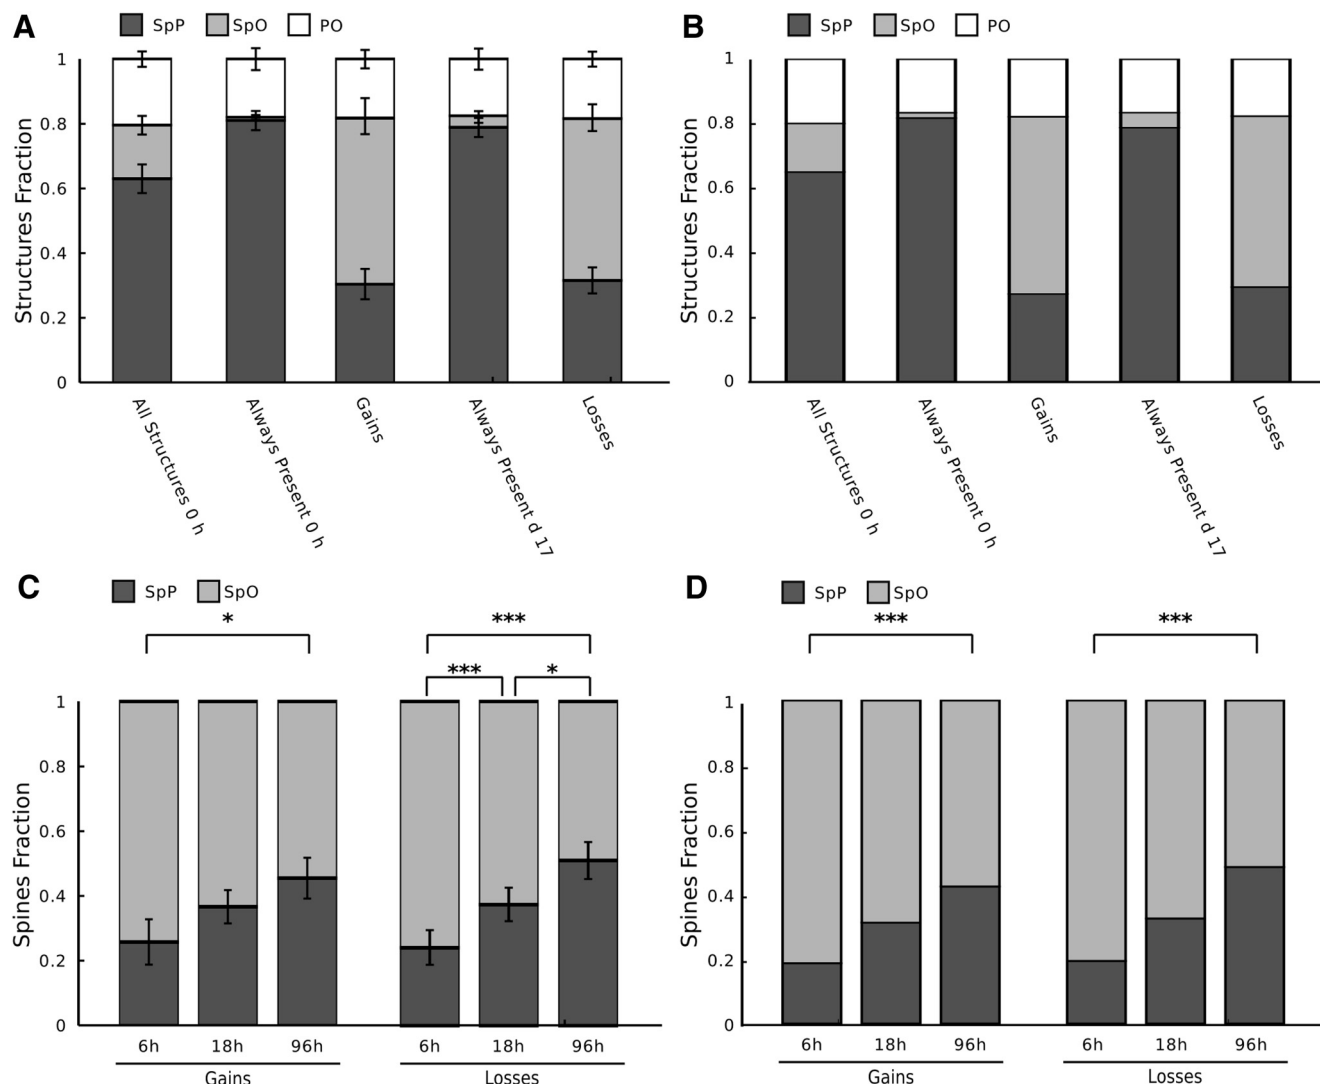 A
SpP SpO PO
Structures Fraction
1
0.8
0.6
0.4
0.2
0
All Structures 0 h
Always Present 0 h
Gains
Always Present d 17
Losses
B
SpP SpO PO
Structures Fraction
1
0.8
0.6
0.4
0.2
0
All Structures 0 h
Always Present 0 h
Gains
Always Present d 17
Losses
C
SpP SpO
* ***
*** *
Spines Fraction
1
0.8
0.6
0.4
0.2
0
6h 18h 96h 6h 18h 96h
Gains Losses
D
SpP SpO
*** ***
Spines Fraction
1
0.8
0.6
0.4
0.2
0
6h 18h 96h 6h 18h 96h
Gains Losses